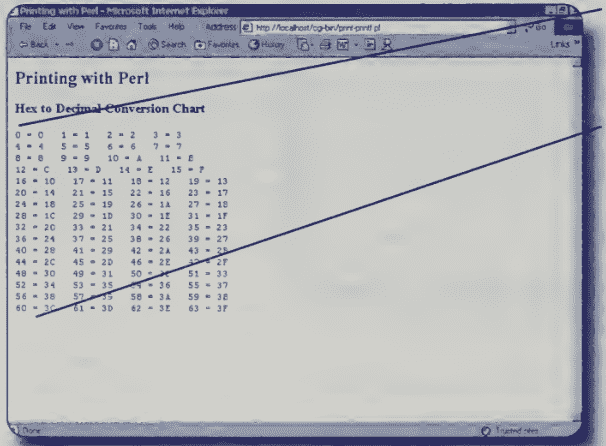 Printing with Perl - Microsoft Internet Explorer
File Edit View Favorites Tools Help Address http://localhost/cgi-bin/print-printf.pl Go
Back Search Favorites History Links »
Printing with Perl
Hex to Decimal Conversion Chart
0 = 0 1 = 1 2 = 2 3 = 3
4 = 4 5 = 5 6 = 6 7 = 7
8 = 8 9 = 9 10 = A 11 = B
12 = C 13 = D 14 = E 15 = F
16 = 10 17 = 11 18 = 12 19 = 13
20 = 14 21 = 15 22 = 16 23 = 17
24 = 18 25 = 19 26 = 1A 27 = 1B
28 = 1C 29 = 1D 30 = 1E 31 = 1F
32 = 20 33 = 21 34 = 22 35 = 23
36 = 24 37 = 25 38 = 26 39 = 27
40 = 28 41 = 29 42 = 2A 43 = 2B
44 = 2C 45 = 2D 46 = 2E 47 = 2F
48 = 30 49 = 31 50 = 32 51 = 33
52 = 34 53 = 35 54 = 36 55 = 37
56 = 38 57 = 39 58 = 3A 59 = 3B
60 = 3C 61 = 3D 62 = 3E 63 = 3F
Done Trusted sites